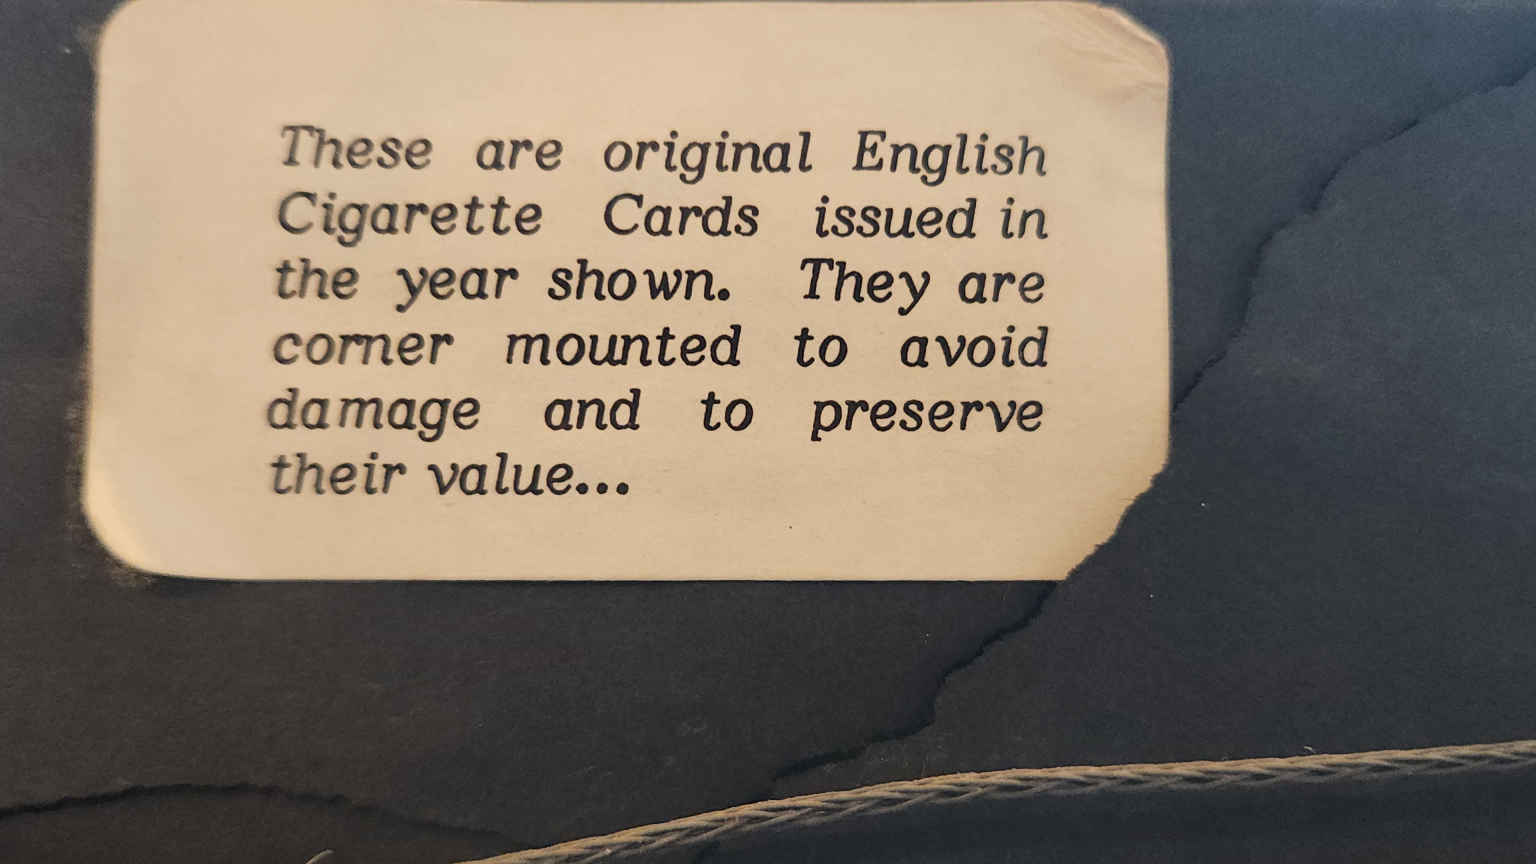 These are original English
Cigarette Cards issued in
the year shown. They are
corner mounted to avoid
damage and to preserve
their value...